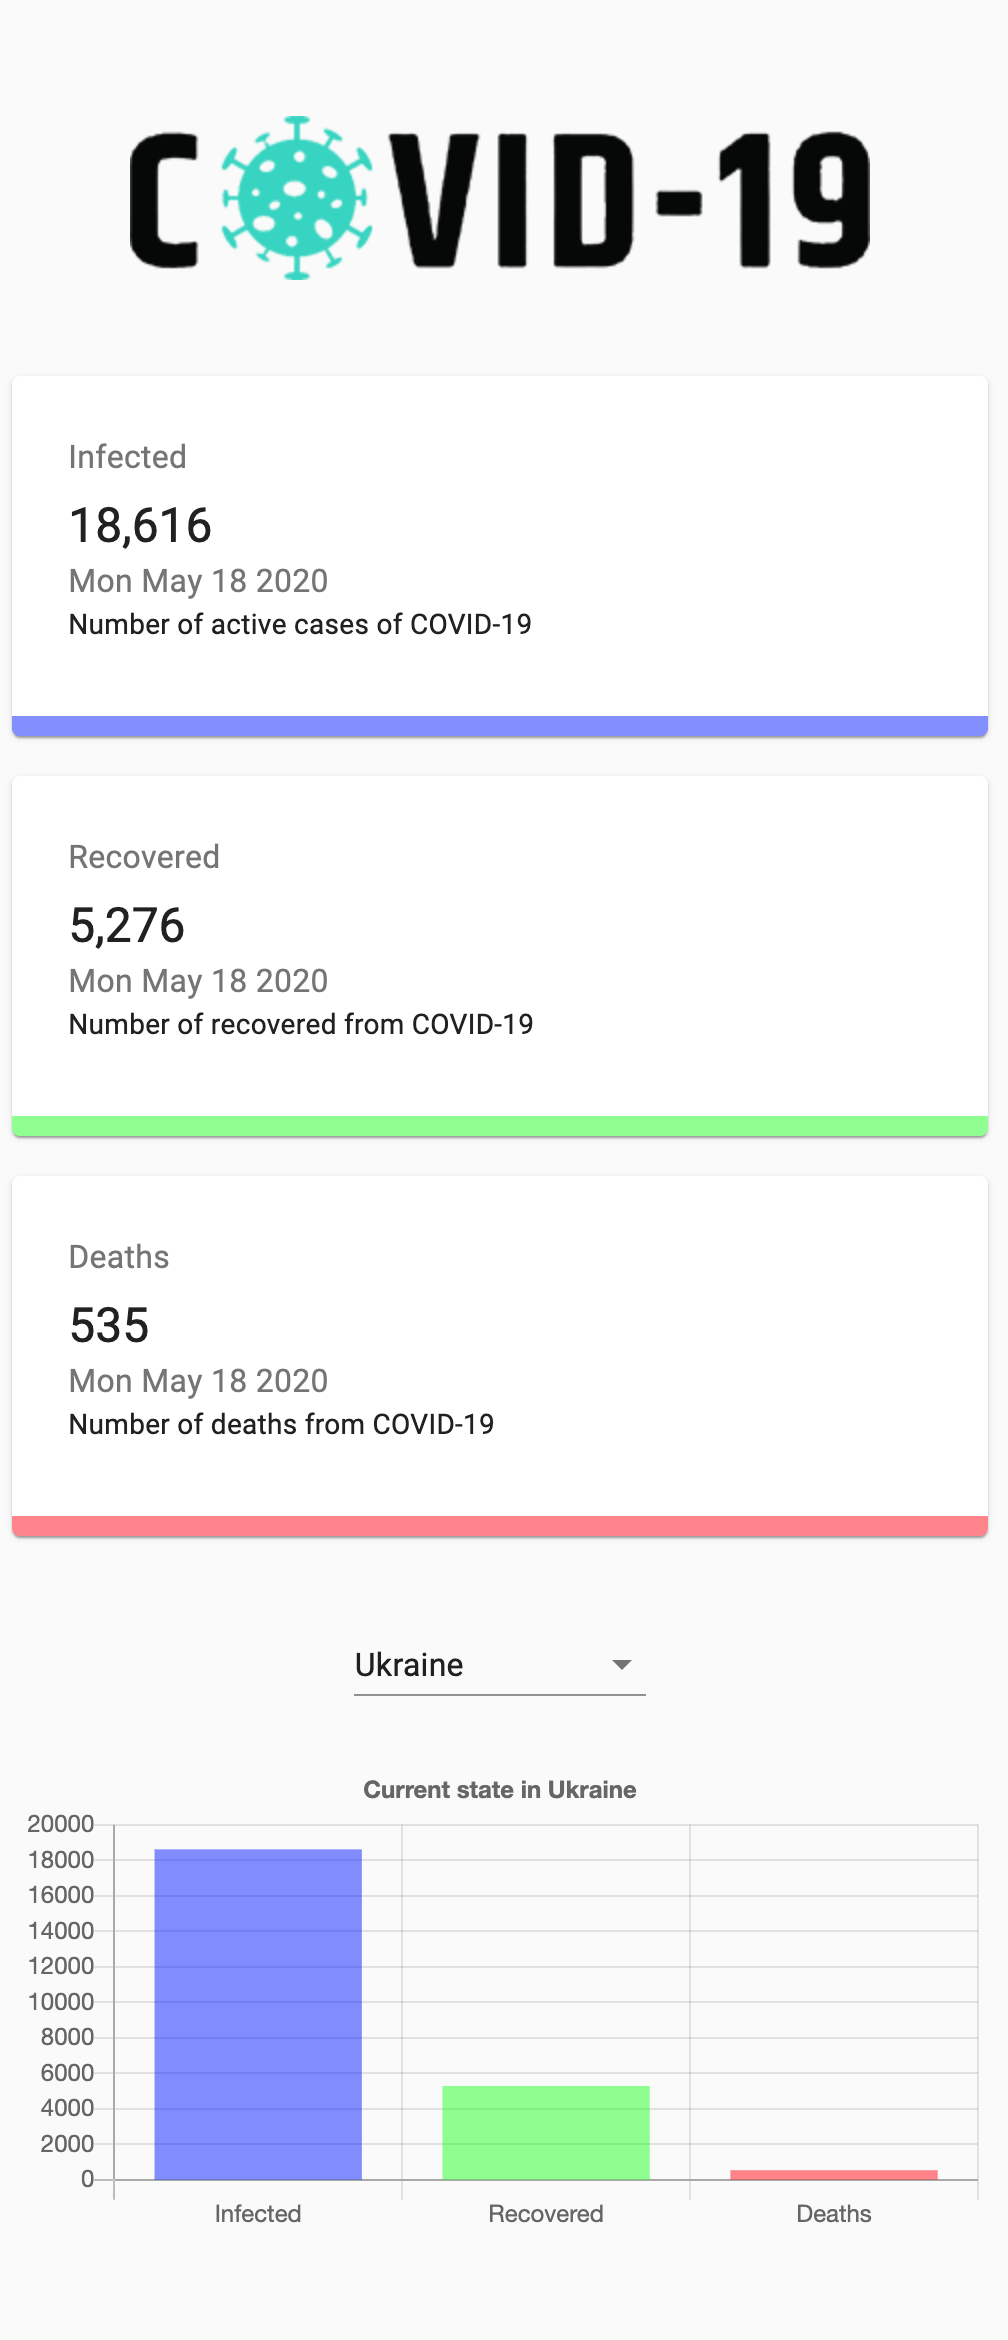 COVID-19
Infected
18,616
Mon May 18 2020
Number of active cases of COVID-19
Recovered
5,276
Mon May 18 2020
Number of recovered from COVID-19
Deaths
535
Mon May 18 2020
Number of deaths from COVID-19
Ukraine
Current state in Ukraine
20000
18000
16000
14000
12000
10000
8000
6000
4000
2000
0
Infected Recovered Deaths